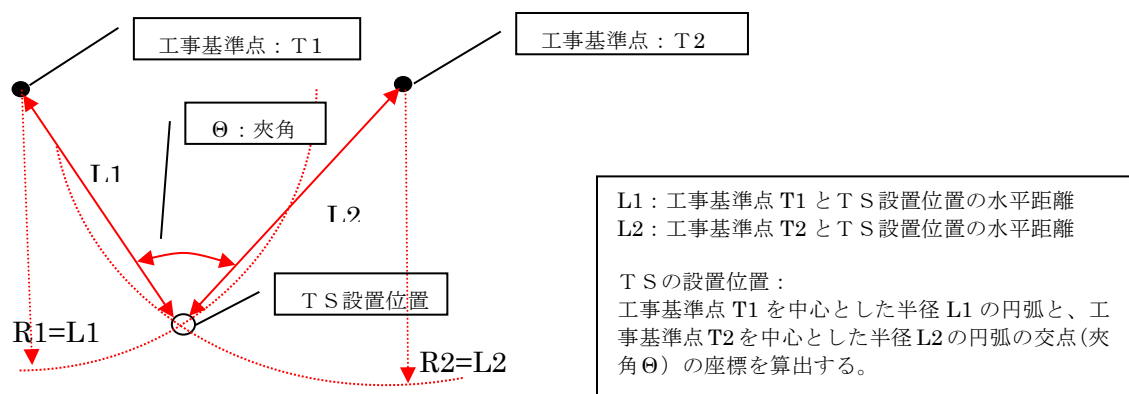 工事基準点：Ｔ1
工事基準点：Ｔ2
Θ：夾角
L1
L2
ＴＳ設置位置
R1=L1
R2=L2
L1：工事基準点 T1 とＴＳ設置位置の水平距離
L2：工事基準点 T2 とＴＳ設置位置の水平距離
ＴＳの設置位置：
工事基準点 T1 を中心とした半径 L1 の円弧と、工
事基準点 T2 を中心とした半径 L2 の円弧の交点(夾
角Θ）の座標を算出する。